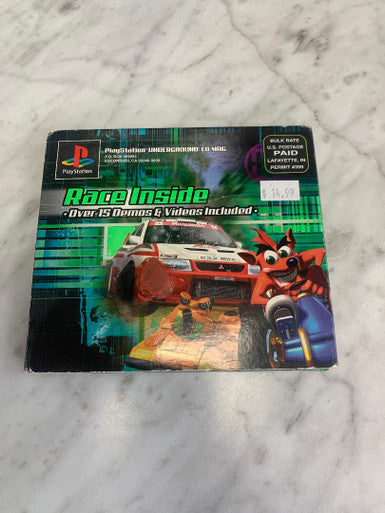 PlayStation UNDERGROUND CD MAG
PlayStation
BULK RATE
U.S. POSTAGE
PAID
LAFAYETTE, IN
PERMIT #399
Race Inside
• Over 15 Demos & Videos Included •
$ 14.99